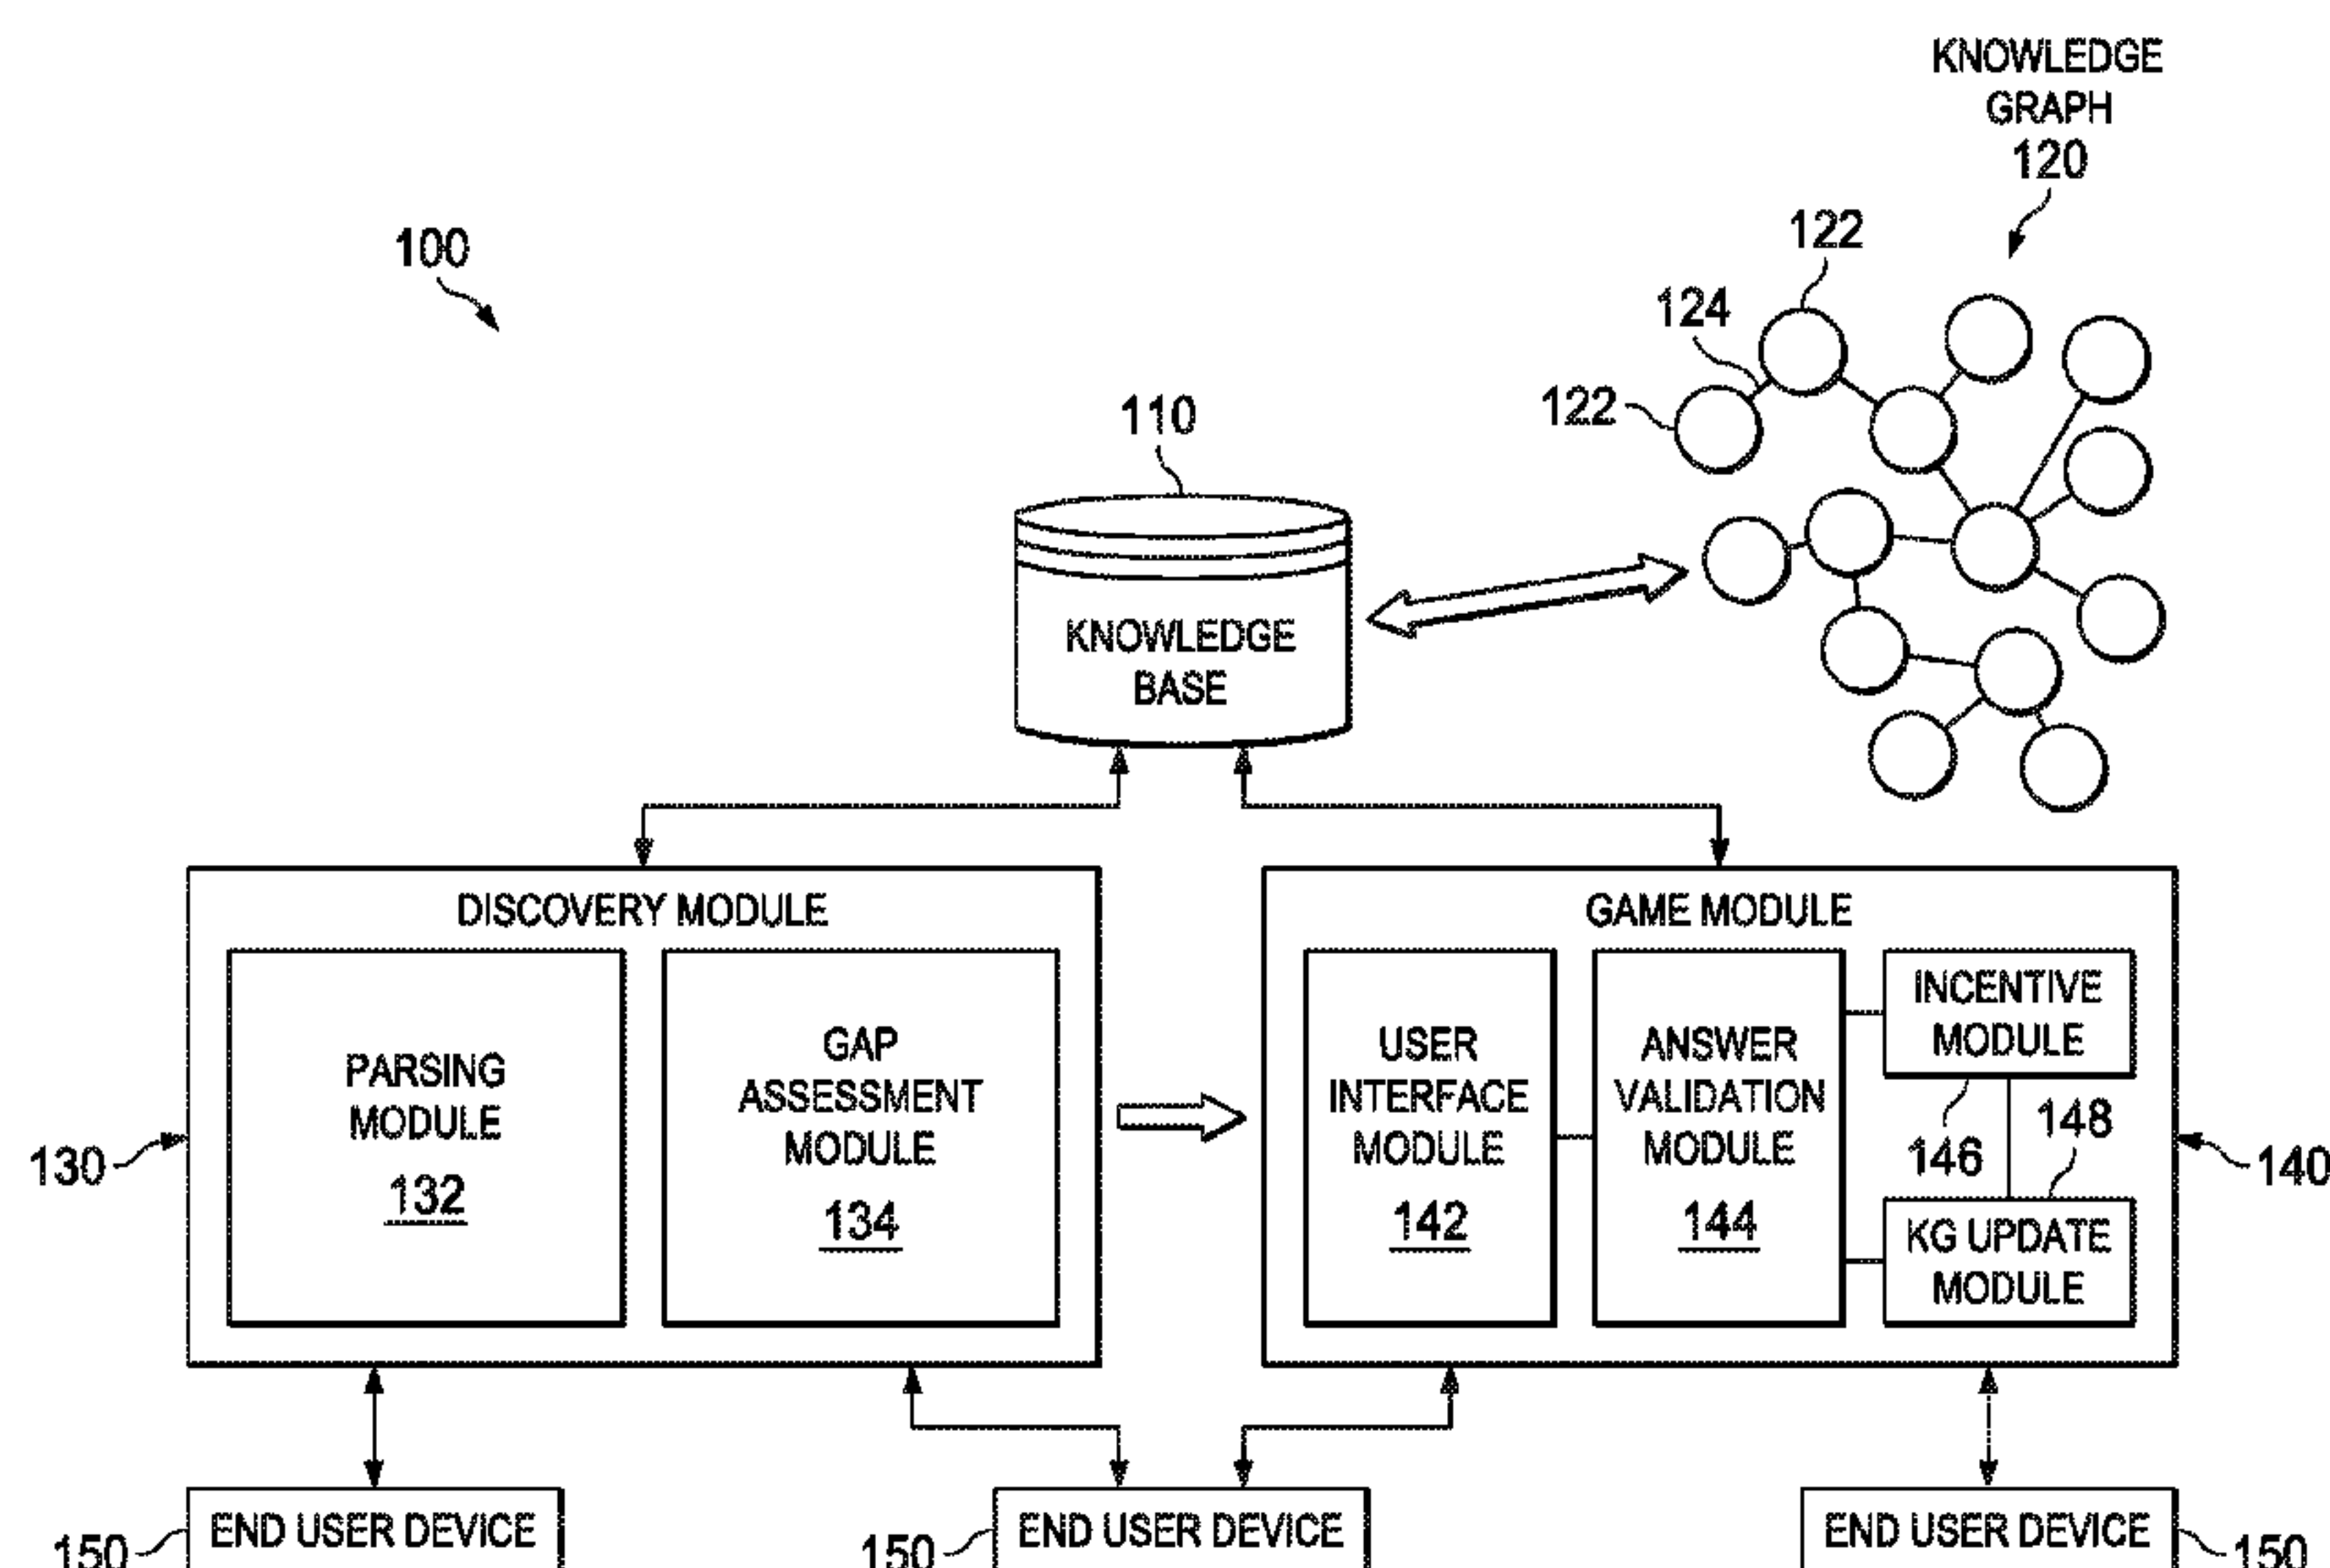 KNOWLEDGE
GRAPH
120
122
100
124
122
110
KNOWLEDGE
BASE
DISCOVERY MODULE
PARSING
MODULE
132
GAP
ASSESSMENT
MODULE
134
130
GAME MODULE
USER
INTERFACE
MODULE
142
ANSWER
VALIDATION
MODULE
144
INCENTIVE
MODULE
146
148
KG UPDATE
MODULE
140
150
END USER DEVICE
150
END USER DEVICE
END USER DEVICE
150